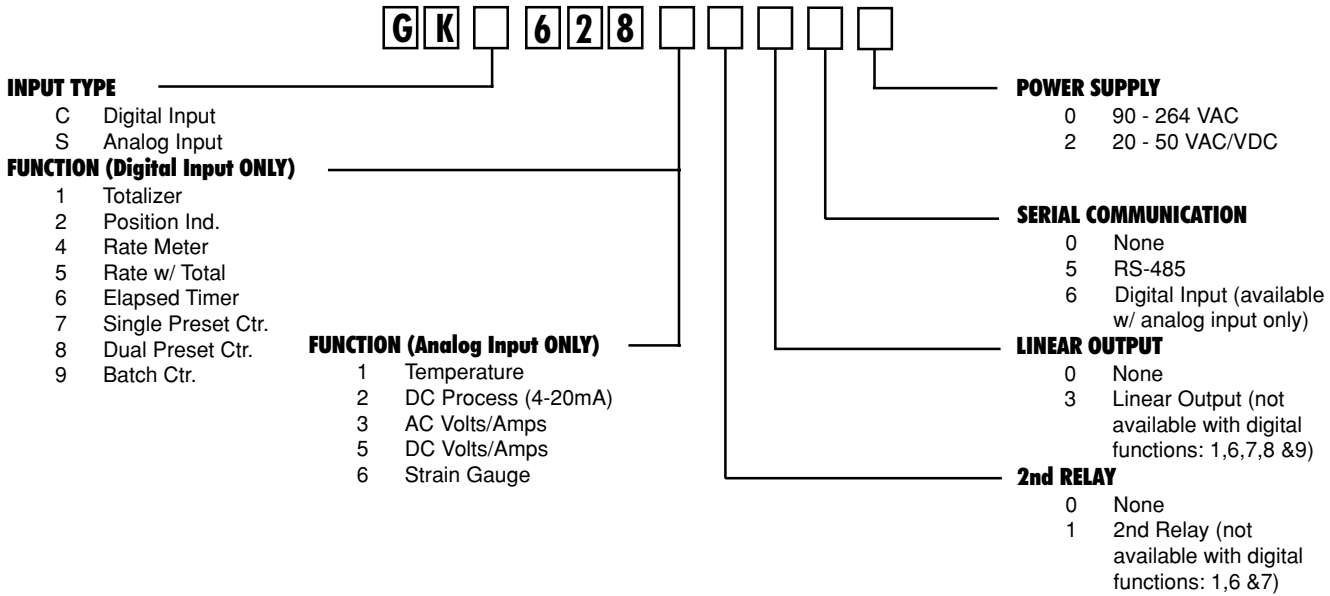 G K 6 2 8
INPUT TYPE
C Digital Input
S Analog Input
FUNCTION (Digital Input ONLY)
1 Totalizer
2 Position Ind.
4 Rate Meter
5 Rate w/ Total
6 Elapsed Timer
7 Single Preset Ctr.
8 Dual Preset Ctr.
9 Batch Ctr.
FUNCTION (Analog Input ONLY)
1 Temperature
2 DC Process (4-20mA)
3 AC Volts/Amps
5 DC Volts/Amps
6 Strain Gauge
POWER SUPPLY
0 90 - 264 VAC
2 20 - 50 VAC/VDC
SERIAL COMMUNICATION
0 None
5 RS-485
6 Digital Input (available
w/ analog input only)
LINEAR OUTPUT
0 None
3 Linear Output (not
available with digital
functions: 1,6,7,8 &9)
2nd RELAY
0 None
1 2nd Relay (not
available with digital
functions: 1,6 &7)